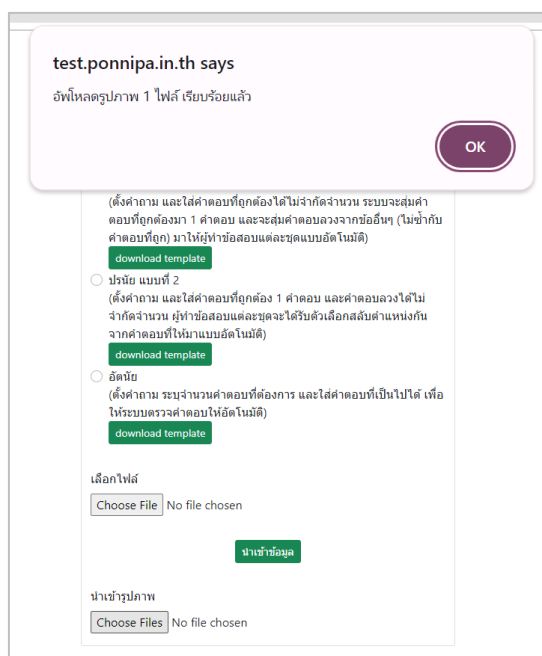 test.ponnipa.in.th says
อัพโหลดรูปภาพ 1 ไฟล์ เรียบร้อยแล้ว
OK
(ตั้งคำถาม และใส่คำตอบที่ถูกต้องได้ไม่จำกัดจำนวน ระบบจะสุ่มคำ
ตอบที่ถูกต้องมา 1 คำตอบ และจะสุ่มคำตอบลวงจากข้ออื่นๆ (ไม่ซ้ำกับ
คำตอบที่ถูก) มาให้ผู้ทำข้อสอบแต่ละชุดแบบอัตโนมัติ)
download template
ปรนัย แบบที่ 2
(ตั้งคำถาม และใส่คำตอบที่ถูกต้อง 1 คำตอบ และคำตอบลวงได้ไม่
จำกัดจำนวน ผู้ทำข้อสอบแต่ละชุดจะได้รับตัวเลือกสลับตำแหน่งกัน
จากคำตอบที่ให้มาแบบอัตโนมัติ)
download template
อัตนัย
(ตั้งคำถาม ระบุจำนวนคำตอบที่ต้องการ และใส่คำตอบที่เป็นไปได้ เพื่อ
ให้ระบบตรวจคำตอบให้อัตโนมัติ)
download template
เลือกไฟล์
Choose File No file chosen
นำเข้าข้อมูล
นำเข้ารูปภาพ
Choose Files No file chosen